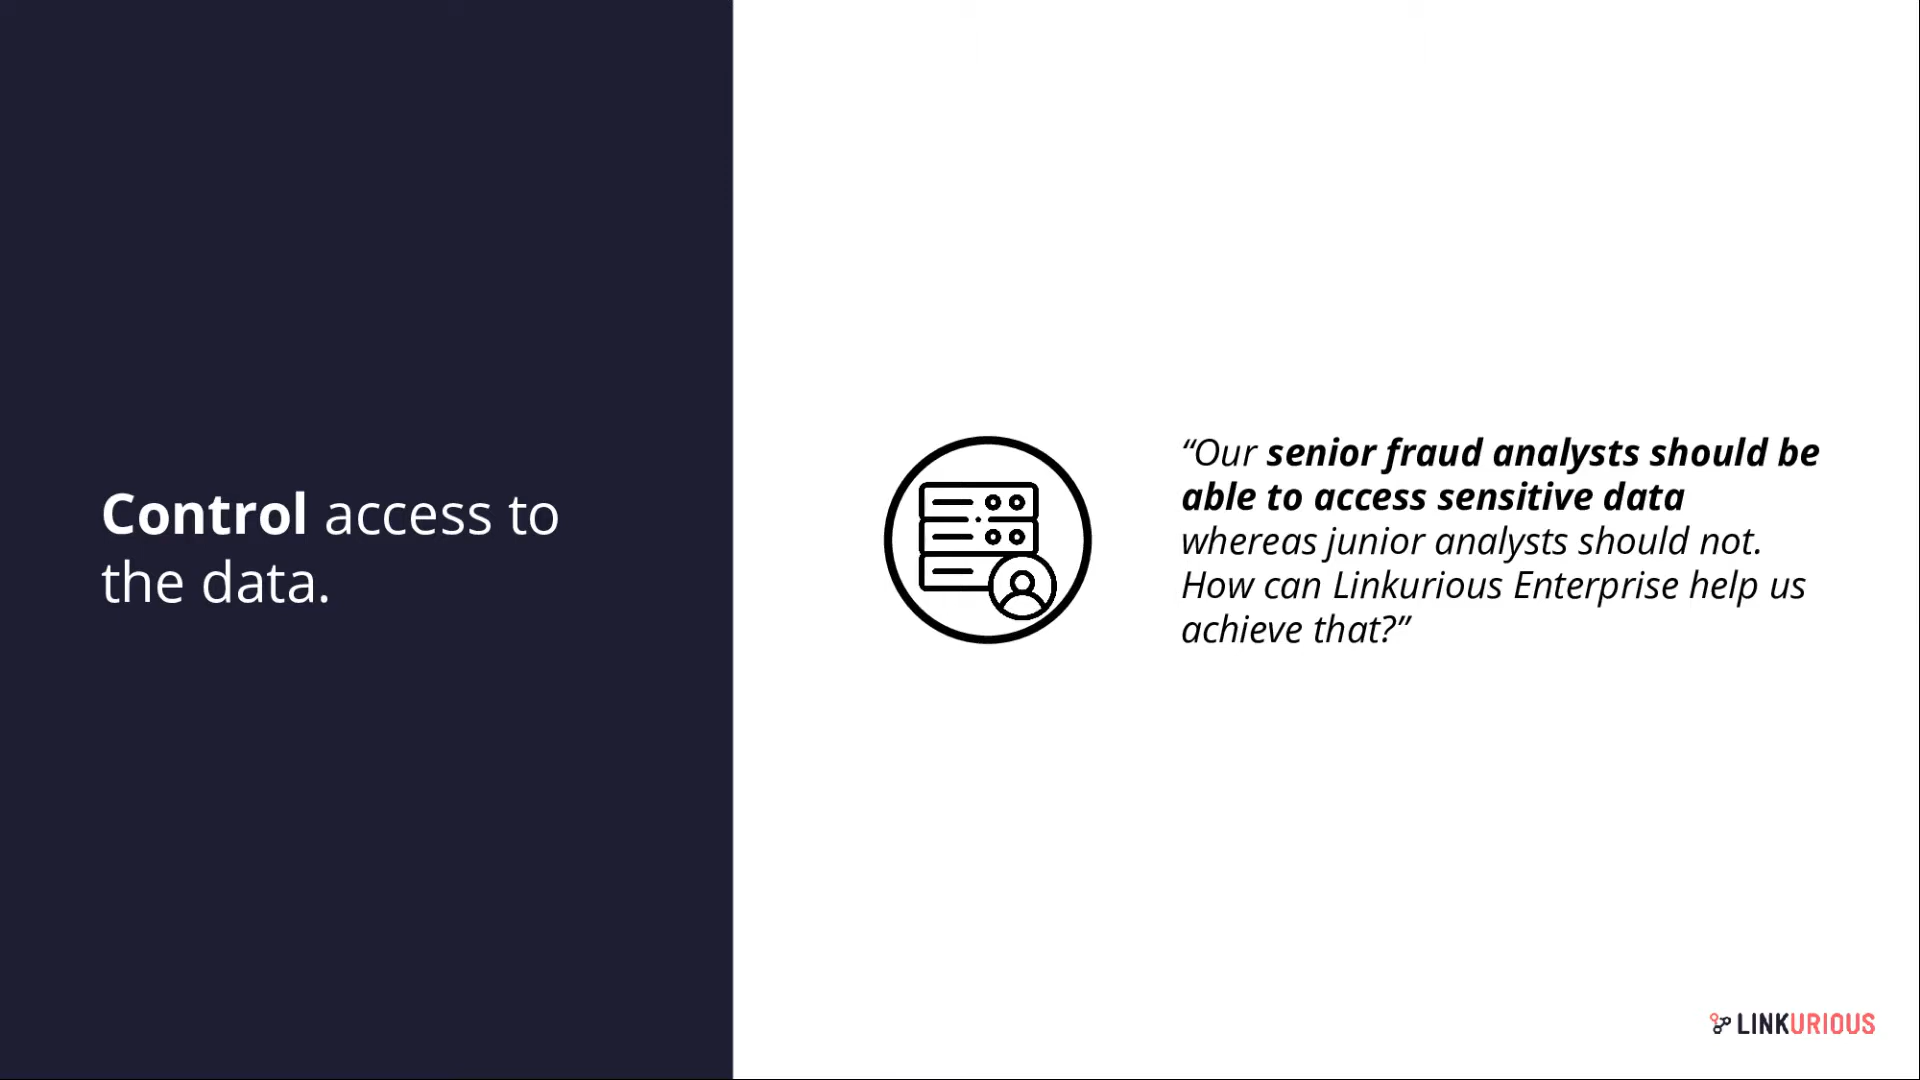 Control access to
the data.
“Our senior fraud analysts should be
able to access sensitive data
whereas junior analysts should not.
How can Linkurious Enterprise help us
achieve that?”
LINKURIOUS